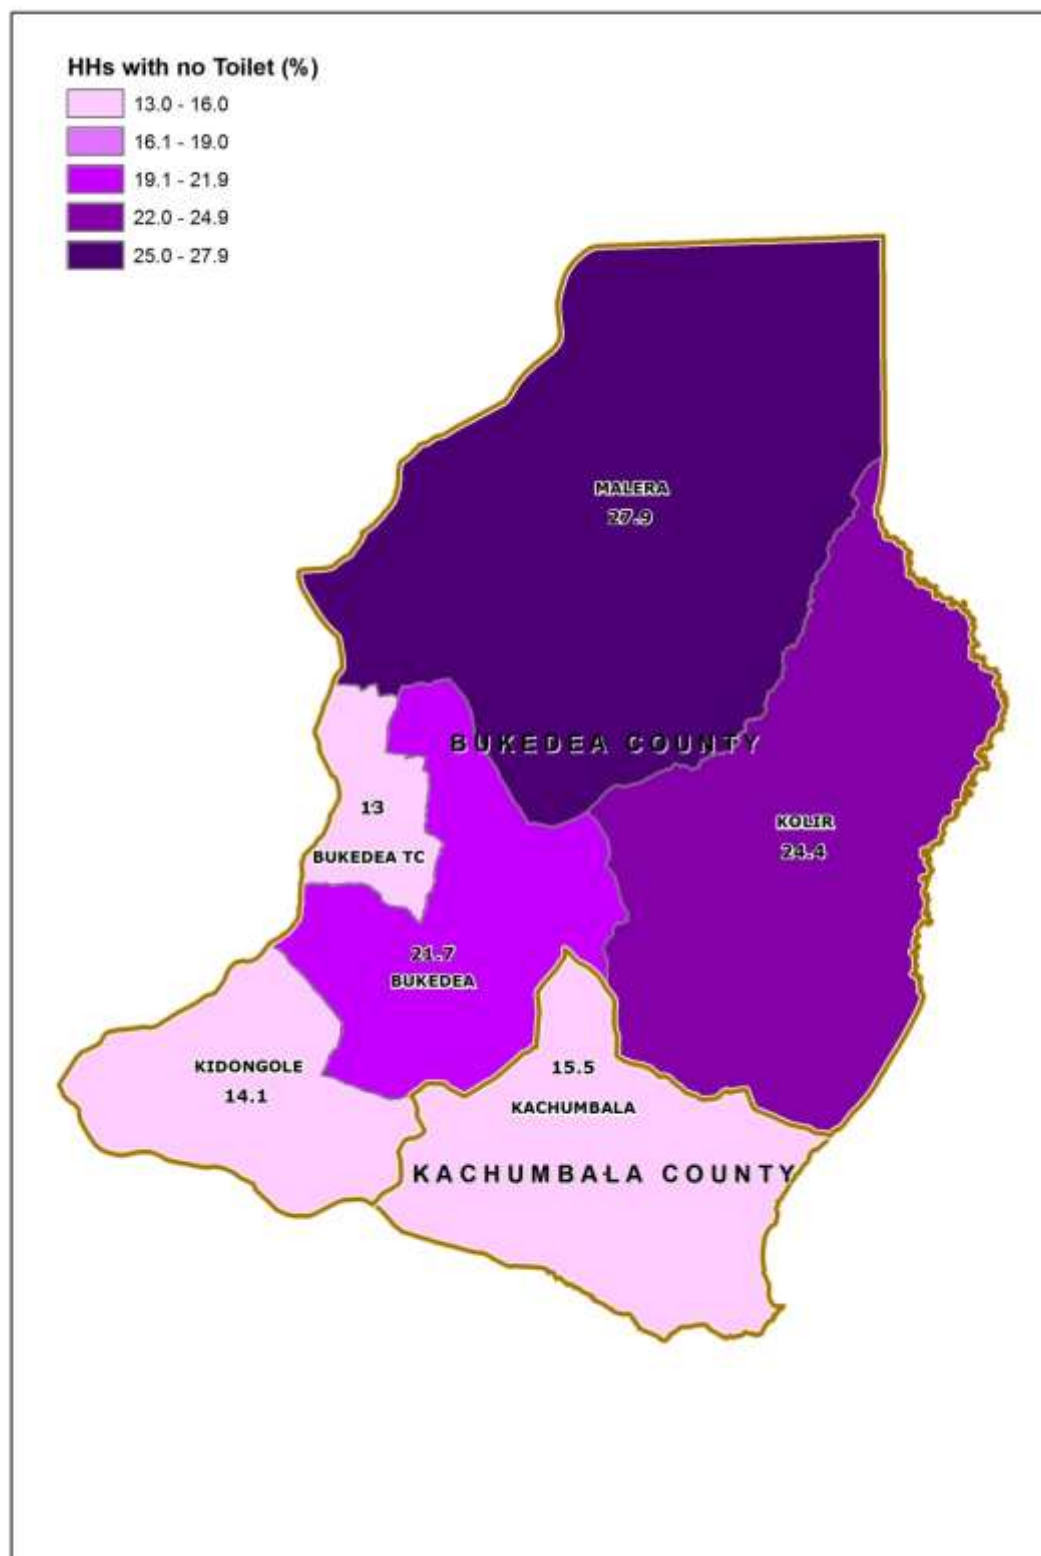 HHs with no Toilet (%)
13.0 - 16.0
16.1 - 19.0
19.1 - 21.9
22.0 - 24.9
25.0 - 27.9
MALERA
27.9
BUKEDEA COUNTY
13
BUKEDEA TC
KOLIR
24.4
21.7
BUKEDEA
KIDONGOLE
14.1
15.5
KACHUMBALA
KACHUMBALA COUNTY